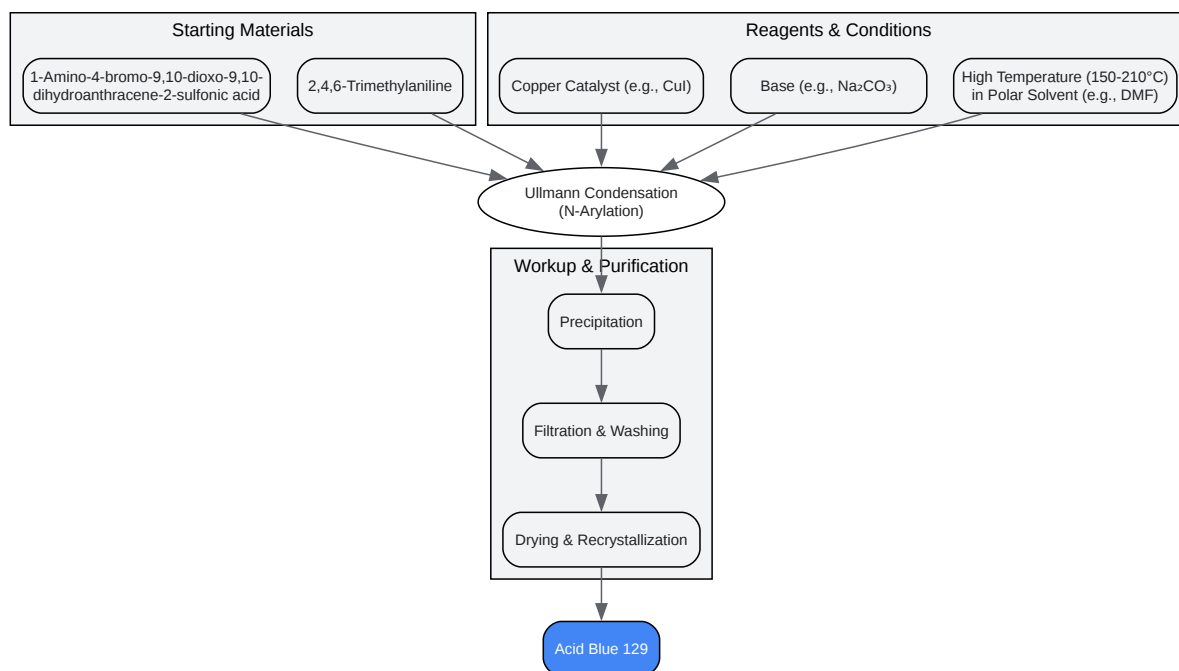 Starting Materials
Reagents & Conditions
1-Amino-4-bromo-9,10-dioxo-9,10-
dihydroanthracene-2-sulfonic acid
2,4,6-Trimethylaniline
Copper Catalyst (e.g., CuI)
Base (e.g., Na₂CO₃)
High Temperature (150-210°C)
in Polar Solvent (e.g., DMF)
Ullmann Condensation
(N-Arylation)
Workup & Purification
Precipitation
Filtration & Washing
Drying & Recrystallization
Acid Blue 129